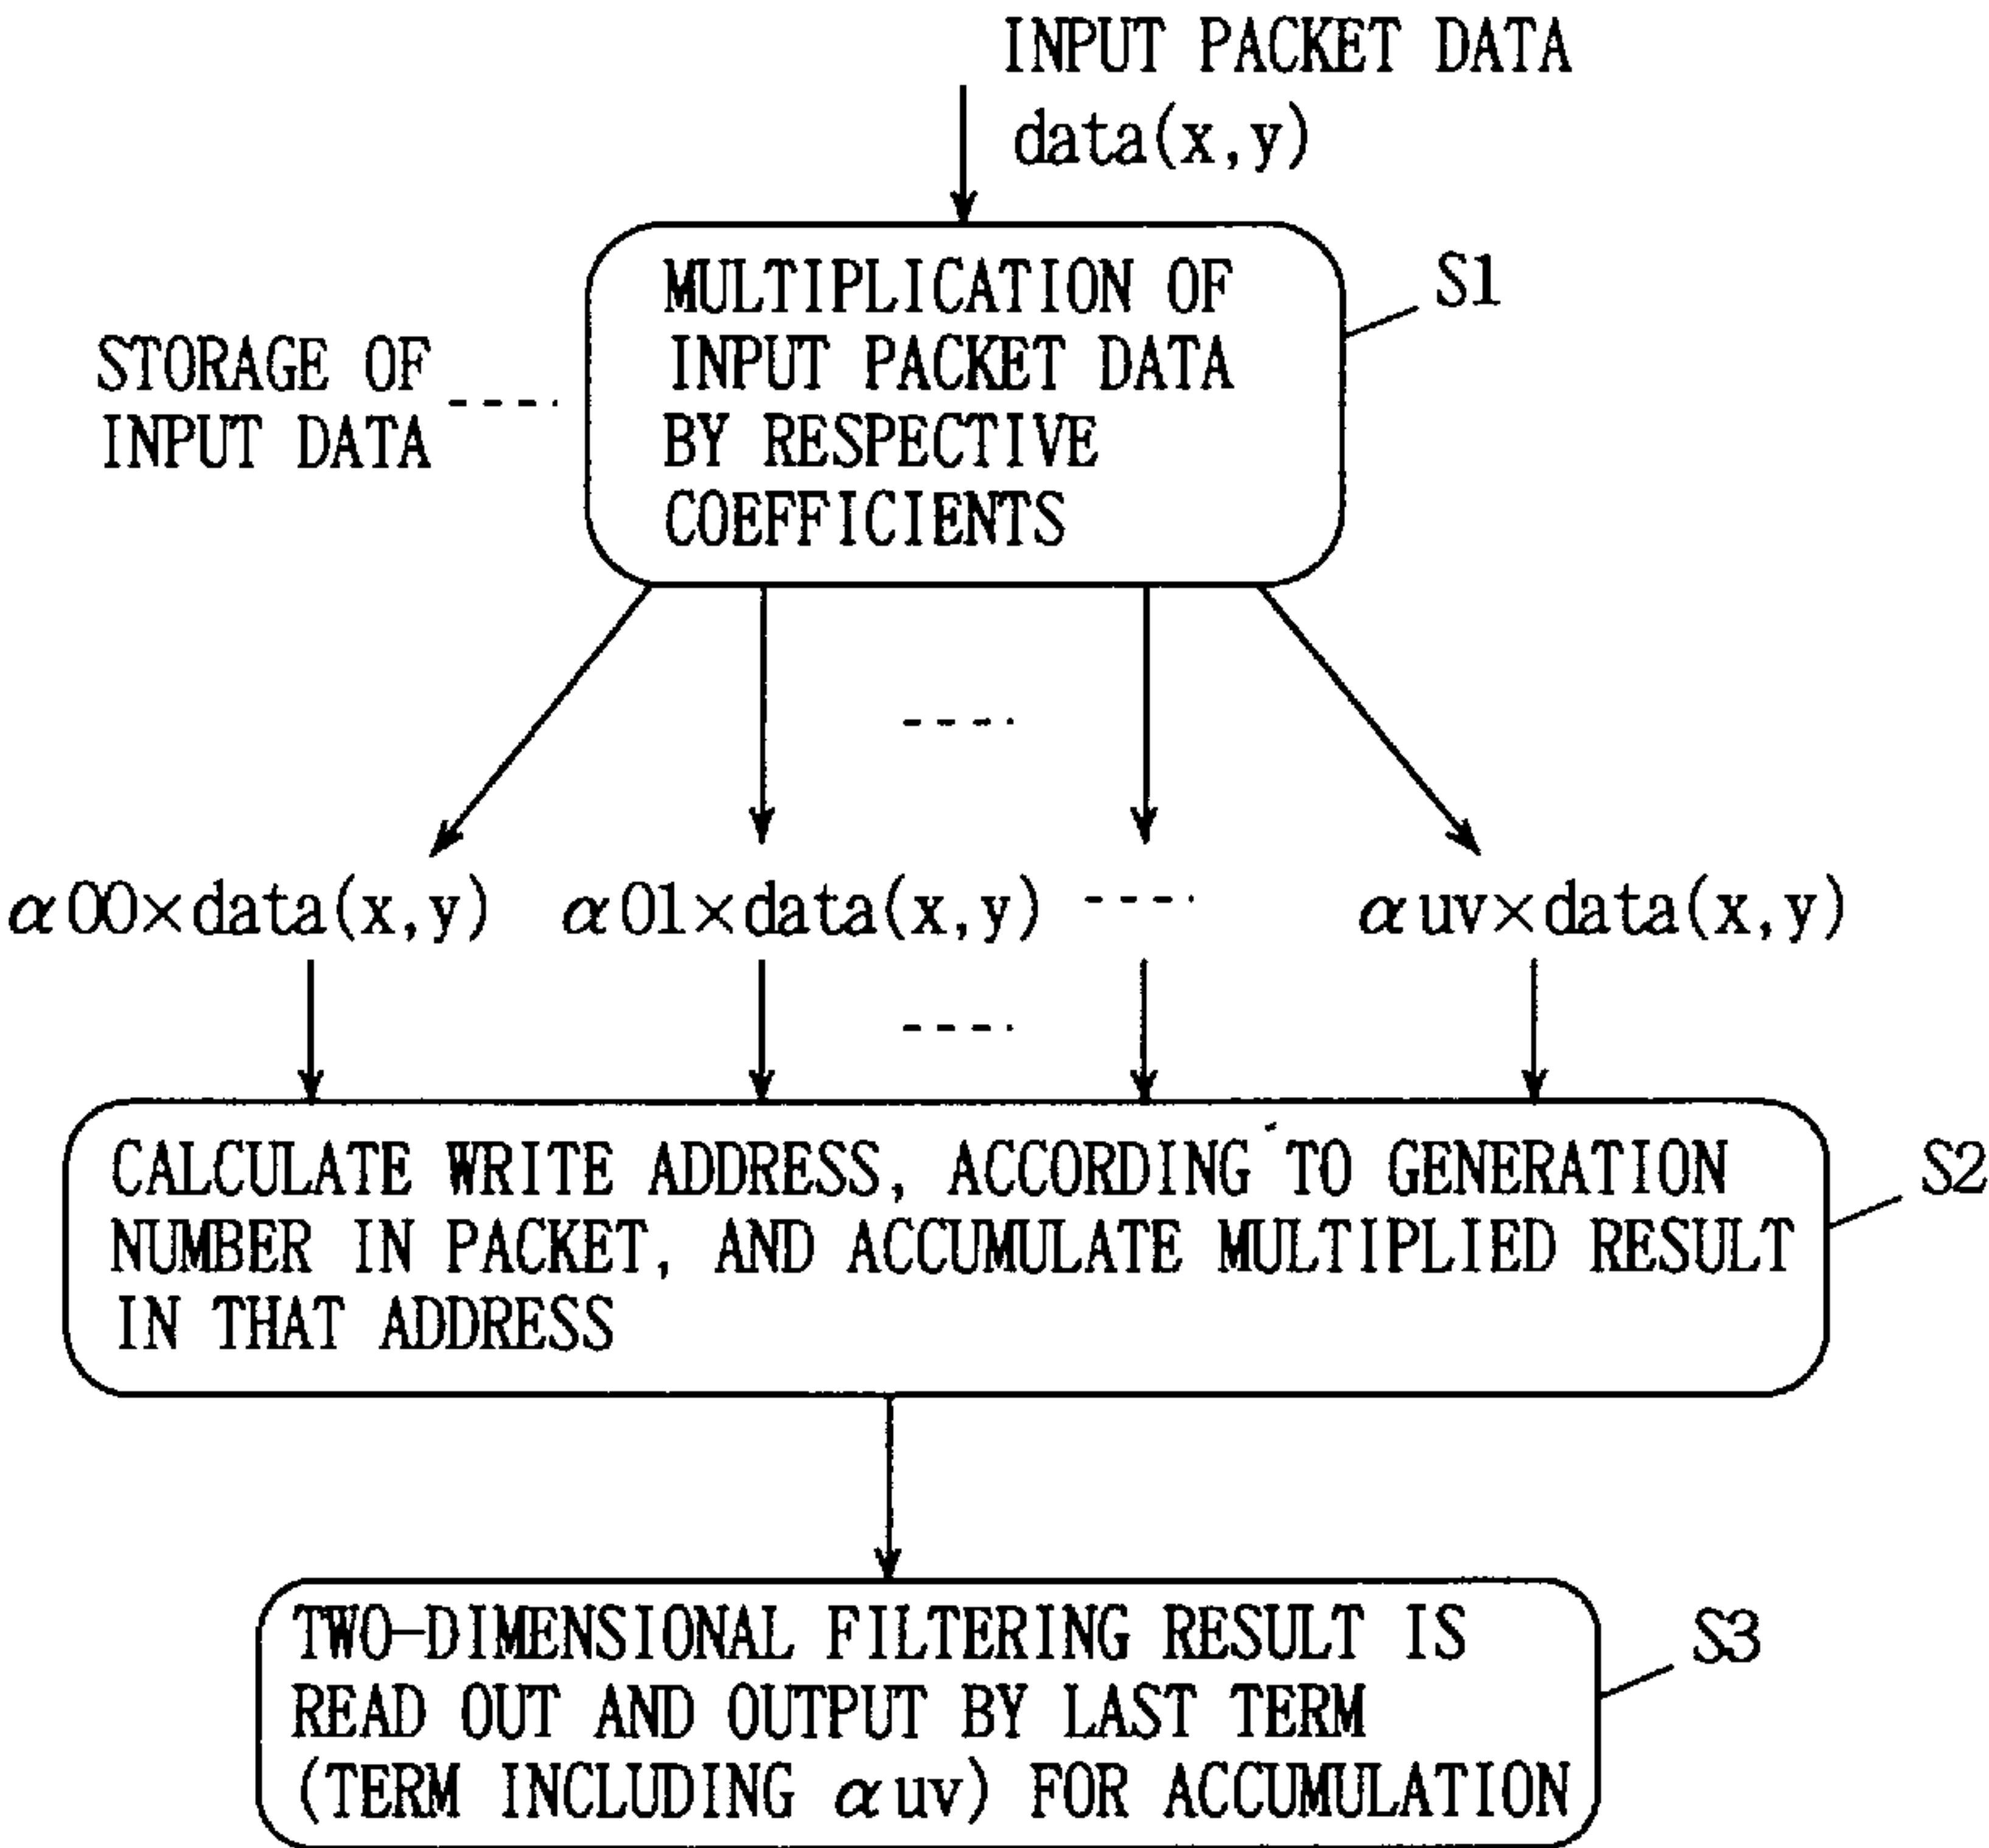 INPUT PACKET DATA
data(x,y)
MULTIPLICATION OF
INPUT PACKET DATA
BY RESPECTIVE
COEFFICIENTS
S1
STORAGE OF
INPUT DATA
α00×data(x,y) α01×data(x,y) ---- αuv×data(x,y)
CALCULATE WRITE ADDRESS, ACCORDING TO GENERATION
NUMBER IN PACKET, AND ACCUMULATE MULTIPLIED RESULT
IN THAT ADDRESS
S2
TWO-DIMENSIONAL FILTERING RESULT IS
READ OUT AND OUTPUT BY LAST TERM
(TERM INCLUDING αuv) FOR ACCUMULATION
S3